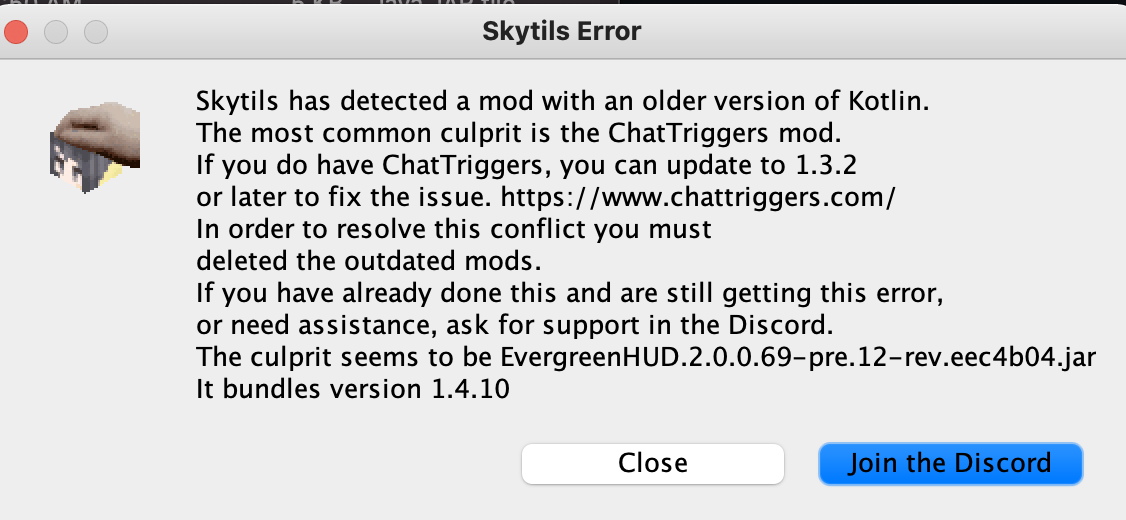 Skytils Error
Skytils has detected a mod with an older version of Kotlin.
The most common culprit is the ChatTriggers mod.
If you do have ChatTriggers, you can update to 1.3.2
or later to fix the issue. https://www.chattriggers.com/
In order to resolve this conflict you must
deleted the outdated mods.
If you have already done this and are still getting this error,
or need assistance, ask for support in the Discord.
The culprit seems to be EvergreenHUD.2.0.0.69-pre.12-rev.eec4b04.jar
It bundles version 1.4.10
Close
Join the Discord